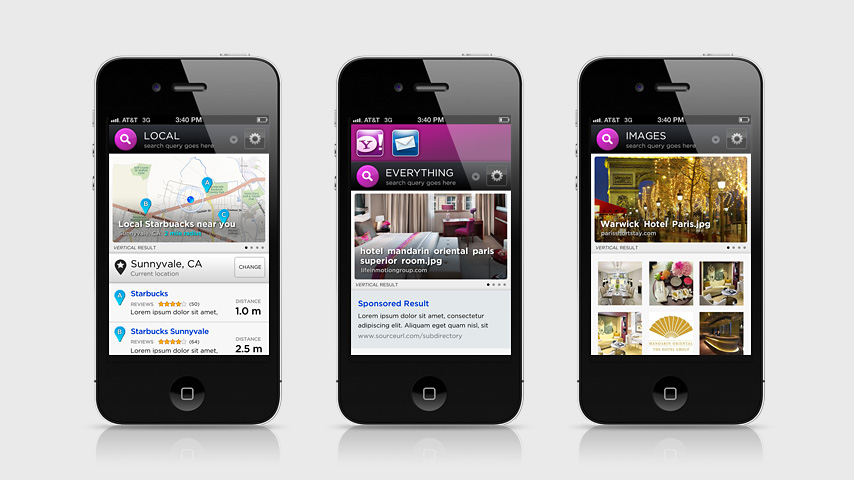 AT&T 3G 3:40 PM
LOCAL
search query goes here
A
B
C
Local Starbuacks near you
Sunnyvale, CA
VERTICAL RESULT
Sunnyvale, CA
Current location
CHANGE
A
Starbucks
REVIEWS (50)
Lorem ipsum dolor sit amet,
DISTANCE
1.0 m
B
Starbucks Sunnyvale
REVIEWS (64)
Lorem ipsum dolor sit amet,
DISTANCE
2.5 m
AT&T 3G 3:40 PM
Y!
EVERYTHING
search query goes here
hotel mandarin oriental paris
superior room.jpg
lifeinmotiongroup.com
VERTICAL RESULT
Sponsored Result
Lorem ipsum dolor sit amet, consectetur
adipiscing elit. Aliquam eget quam nisl, sit
www.sourceurl.com/subdirectory
AT&T 3G 3:40 PM
IMAGES
search query goes here
Warwick Hotel Paris.jpg
parisshortstay.com
VERTICAL RESULT
MANDARIN ORIENTAL
THE HOTEL GROUP